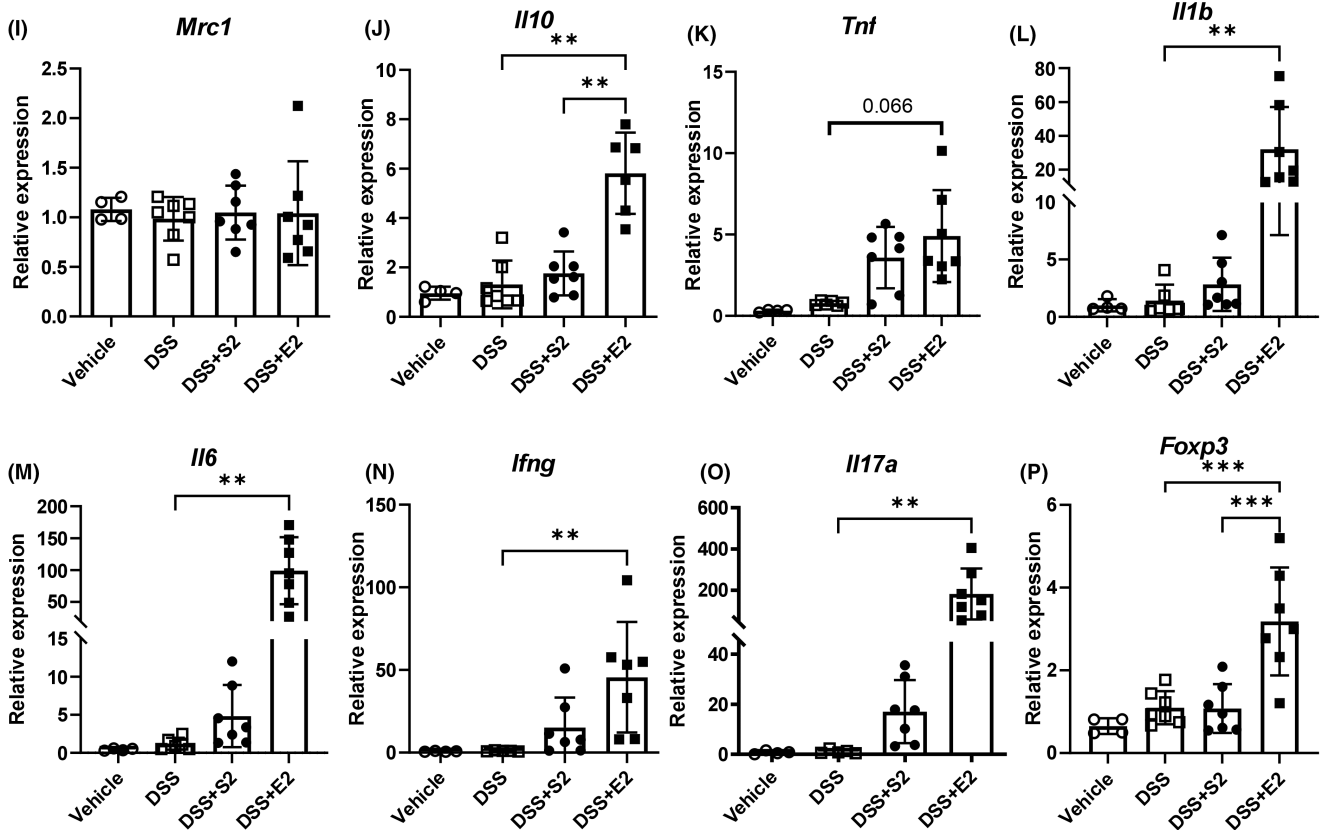 (I) Mrc1
Relative expression
2.5
2.0
1.5
1.0
0.5
0.0
Vehicle
DSS
DSS+S2
DSS+E2
(J) Il10
**
**
Relative expression
10
8
6
4
2
0
Vehicle
DSS
DSS+S2
DSS+E2
(K) Tnf
0.066
Relative expression
15
10
5
0
Vehicle
DSS
DSS+S2
DSS+E2
(L) Il1b
**
Relative expression
80
60
40
20
10
5
0
Vehicle
DSS
DSS+S2
DSS+E2
(M) Il6
**
Relative expression
200
150
100
50
15
10
5
0
Vehicle
DSS
DSS+S2
DSS+E2
(N) Ifng
**
Relative expression
150
100
50
0
Vehicle
DSS
DSS+S2
DSS+E2
(O) Il17a
**
Relative expression
600
400
200
40
20
0
Vehicle
DSS
DSS+S2
DSS+E2
(P) Foxp3
***
***
Relative expression
6
4
2
0
Vehicle
DSS
DSS+S2
DSS+E2